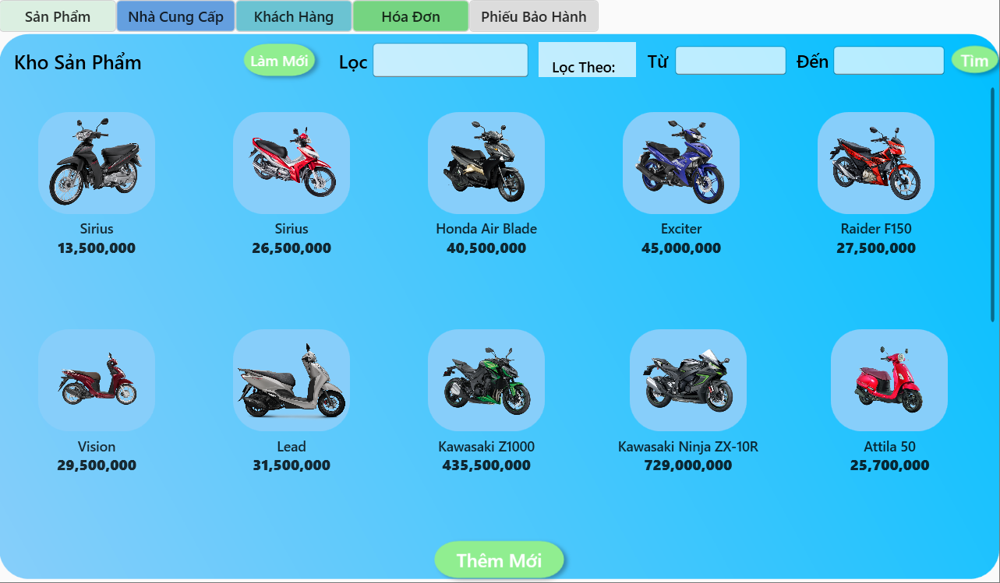 Sản Phẩm Nhà Cung Cấp Khách Hàng Hóa Đơn Phiếu Bảo Hành
Kho Sản Phẩm Làm Mới Lọc Lọc Theo: Từ Đến Tìm
Sirius Sirius Honda Air Blade Exciter Raider F150
13,500,000 26,500,000 40,500,000 45,000,000 27,500,000
Vision Lead Kawasaki Z1000 Kawasaki Ninja ZX-10R Attila 50
29,500,000 31,500,000 435,500,000 729,000,000 25,700,000
Thêm Mới